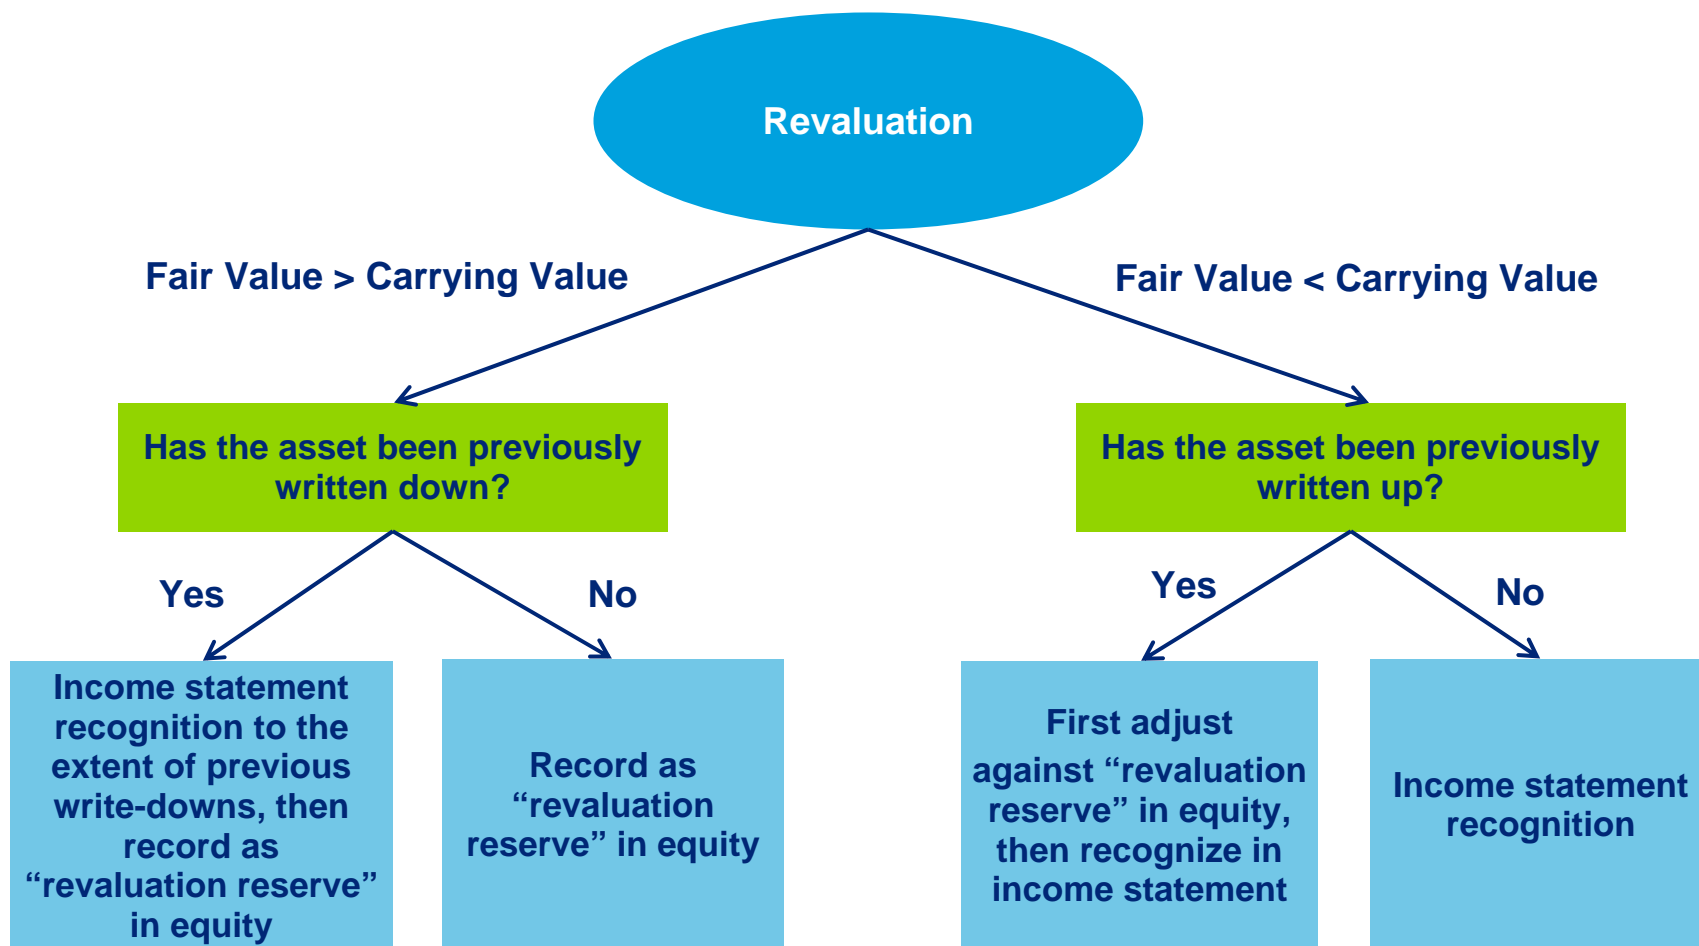 Revaluation
Fair Value > Carrying Value
Fair Value < Carrying Value
Has the asset been previously
written down?
Has the asset been previously
written up?
Yes
No
Yes
No
Income statement
recognition to the
extent of previous
write-downs, then
record as
“revaluation reserve”
in equity
Record as
“revaluation
reserve” in equity
First adjust
against “revaluation
reserve” in equity,
then recognize in
income statement
Income statement
recognition